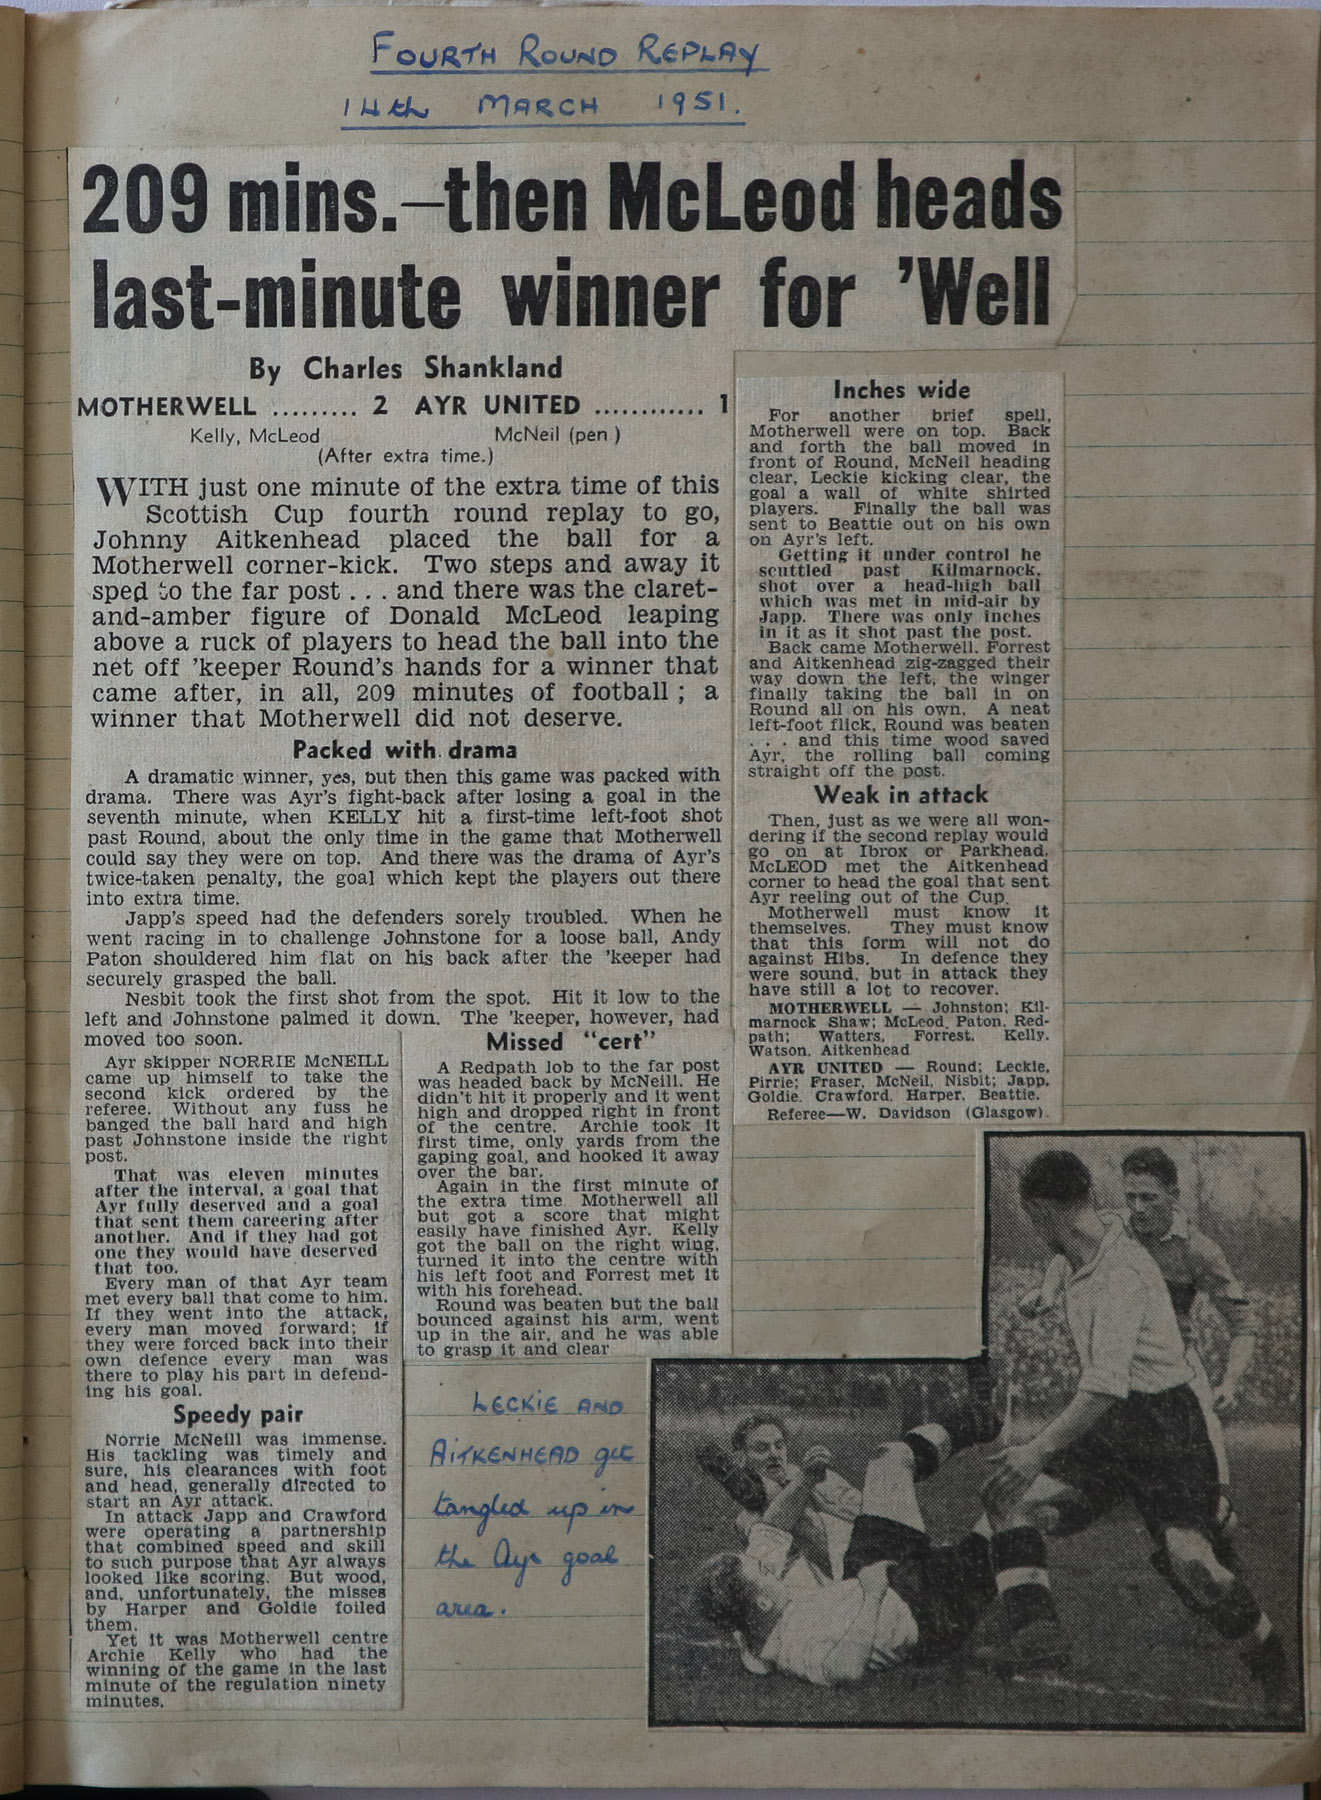 FOURTH ROUND REPLAY
14th MARCH 1951.
209 mins.—then McLeod heads
last-minute winner for 'Well
By Charles Shankland
MOTHERWELL ......... 2 AYR UNITED ............ 1
Kelly, McLeod McNeil (pen)
(After extra time.)
WITH just one minute of the extra time of this
Scottish Cup fourth round replay to go,
Johnny Aitkenhead placed the ball for a
Motherwell corner-kick. Two steps and away it
sped to the far post . . . and there was the claret-
and-amber figure of Donald McLeod leaping
above a ruck of players to head the ball into the
net off 'keeper Round's hands for a winner that
came after, in all, 209 minutes of football; a
winner that Motherwell did not deserve.
Packed with drama
A dramatic winner, yes, but then this game was packed with
drama. There was Ayr's fight-back after losing a goal in the
seventh minute, when KELLY hit a first-time left-foot shot
past Round, about the only time in the game that Motherwell
could say they were on top. And there was the drama of Ayr's
twice-taken penalty, the goal which kept the players out there
into extra time.
Japp's speed had the defenders sorely troubled. When he
went racing in to challenge Johnstone for a loose ball, Andy
Paton shouldered him flat on his back after the 'keeper had
securely grasped the ball.
Nesbit took the first shot from the spot. Hit it low to the
left and Johnstone palmed it down. The 'keeper, however, had
moved too soon.
Ayr skipper NORRIE McNEILL
came up himself to take the
second kick ordered by the
referee. Without any fuss he
banged the ball hard and high
past Johnstone inside the right
post.
That was eleven minutes
after the interval, a goal that
Ayr fully deserved and a goal
that sent them careering after
another. And if they had got
one they would have deserved
that too.
Every man of that Ayr team
met every ball that come to him.
If they went into the attack,
every man moved forward; if
they were forced back into their
own defence every man was
there to play his part in defend-
ing his goal.
Speedy pair
Norrie McNeill was immense.
His tackling was timely and
sure, his clearances with foot
and head, generally directed to
start an Ayr attack.
In attack Japp and Crawford
were operating a partnership
that combined speed and skill
to such purpose that Ayr always
looked like scoring. But wood,
and, unfortunately, the misses
by Harper and Goldie foiled
them.
Yet it was Motherwell centre
Archie Kelly who had the
winning of the game in the last
minute of the regulation ninety
minutes.
Missed "cert"
A Redpath lob to the far post
was headed back by McNeill. He
didn't hit it properly and it went
high and dropped right in front
of the centre. Archie took it
first time, only yards from the
gaping goal, and hooked it away
over the bar.
Again in the first minute of
the extra time Motherwell all
but got a score that might
easily have finished Ayr. Kelly
got the ball on the right wing,
turned it into the centre with
his left foot and Forrest met it
with his forehead.
Round was beaten but the ball
bounced against his arm, went
up in the air, and he was able
to grasp it and clear
Inches wide
For another brief spell,
Motherwell were on top. Back
and forth the ball moved in
front of Round, McNeil heading
clear, Leckie kicking clear, the
goal a wall of white shirted
players. Finally the ball was
sent to Beattie out on his own
on Ayr's left.
Getting it under control he
scuttled past Kilmarnock,
shot over a head-high ball
which was met in mid-air by
Japp. There was only inches
in it as it shot past the post.
Back came Motherwell. Forrest
and Aitkenhead zig-zagged their
way down the left, the winger
finally taking the ball in on
Round all on his own. A neat
left-foot flick, Round was beaten
. . . and this time wood saved
Ayr, the rolling ball coming
straight off the post.
Weak in attack
Then, just as we were all won-
dering if the second replay would
go on at Ibrox or Parkhead,
McLEOD met the Aitkenhead
corner to head the goal that sent
Ayr reeling out of the Cup.
Motherwell must know it
themselves. They must know
that this form will not do
against Hibs. In defence they
were sound, but in attack they
have still a lot to recover.
MOTHERWELL — Johnston; Kil-
marnock Shaw; McLeod, Paton, Red-
path; Watters, Forrest, Kelly,
Watson, Aitkenhead
AYR UNITED — Round; Leckie,
Pirrie; Fraser, McNeil, Nisbit; Japp,
Goldie, Crawford, Harper, Beattie.
Referee—W. Davidson (Glasgow).
LECKIE AND
AITKENHEAD get
tangled up in
the Ayr goal
area.